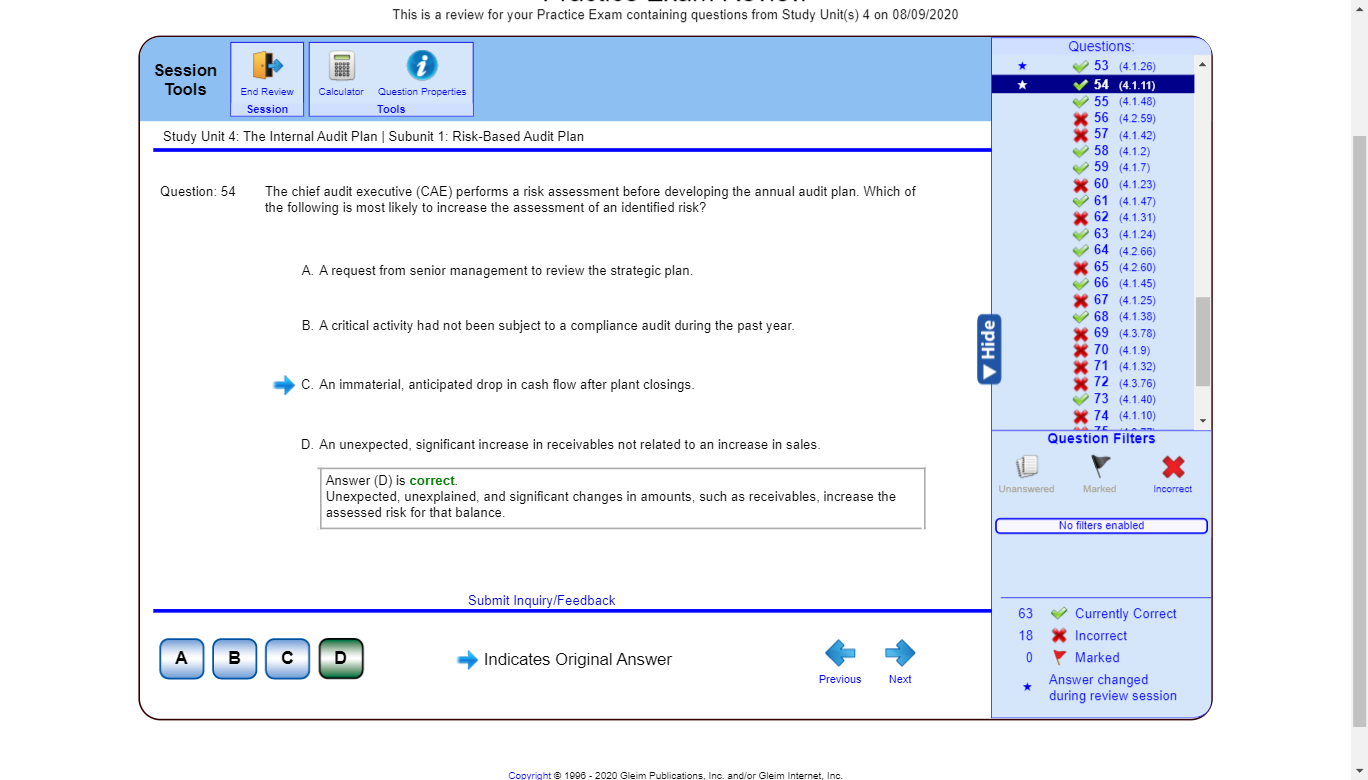 This is a review for your Practice Exam containing questions from Study Unit(s) 4 on 08/09/2020
Session
Tools
End Review
Session
Calculator
Question Properties
Tools
Study Unit 4: The Internal Audit Plan | Subunit 1: Risk-Based Audit Plan
Question: 54
The chief audit executive (CAE) performs a risk assessment before developing the annual audit plan. Which of
the following is most likely to increase the assessment of an identified risk?
A. A request from senior management to review the strategic plan.
B. A critical activity had not been subject to a compliance audit during the past year.
C. An immaterial, anticipated drop in cash flow after plant closings.
D. An unexpected, significant increase in receivables not related to an increase in sales.
Answer (D) is correct.
Unexpected, unexplained, and significant changes in amounts, such as receivables, increase the
assessed risk for that balance.
Submit Inquiry/Feedback
A B C D
Indicates Original Answer
Previous
Next
Hide
Questions:
53 (4.1.26)
54 (4.1.11)
55 (4.1.48)
56 (4.2.59)
57 (4.1.42)
58 (4.1.2)
59 (4.1.7)
60 (4.1.23)
61 (4.1.47)
62 (4.1.31)
63 (4.1.24)
64 (4.2.66)
65 (4.2.60)
66 (4.1.45)
67 (4.1.25)
68 (4.1.38)
69 (4.3.78)
70 (4.1.9)
71 (4.1.32)
72 (4.3.76)
73 (4.1.40)
74 (4.1.10)
Question Filters
Unanswered
Marked
Incorrect
No filters enabled
63 Currently Correct
18 Incorrect
0 Marked
Answer changed
during review session
Copyright © 1996 - 2020 Gleim Publications, Inc. and/or Gleim Internet, Inc.